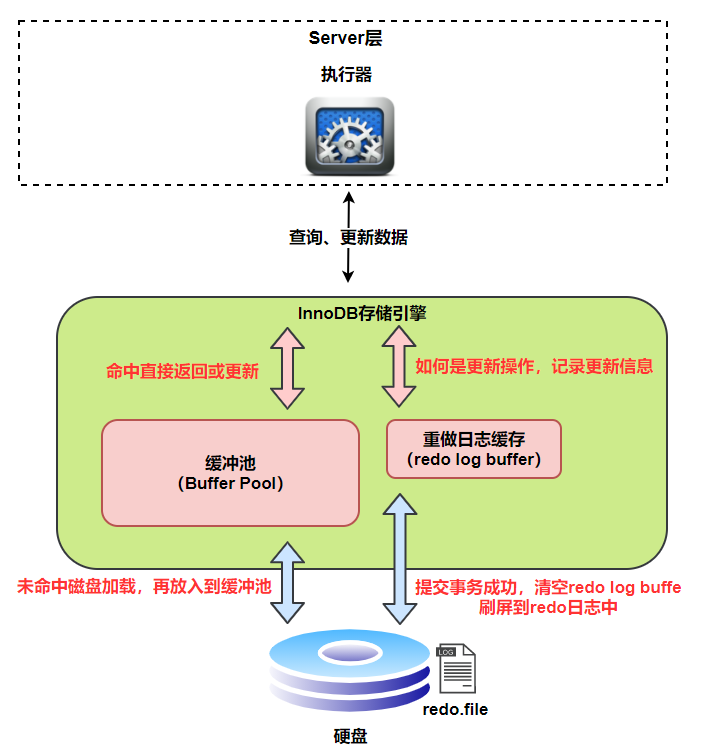 Server层
执行器
查询、更新数据
InnoDB存储引擎
命中直接返回或更新
如何是更新操作，记录更新信息
缓冲池
（Buffer Pool）
重做日志缓存
（redo log buffer）
未命中磁盘加载，再放入到缓冲池
提交事务成功，清空redo log buffe
刷屏到redo日志中
LOG
redo.file
硬盘